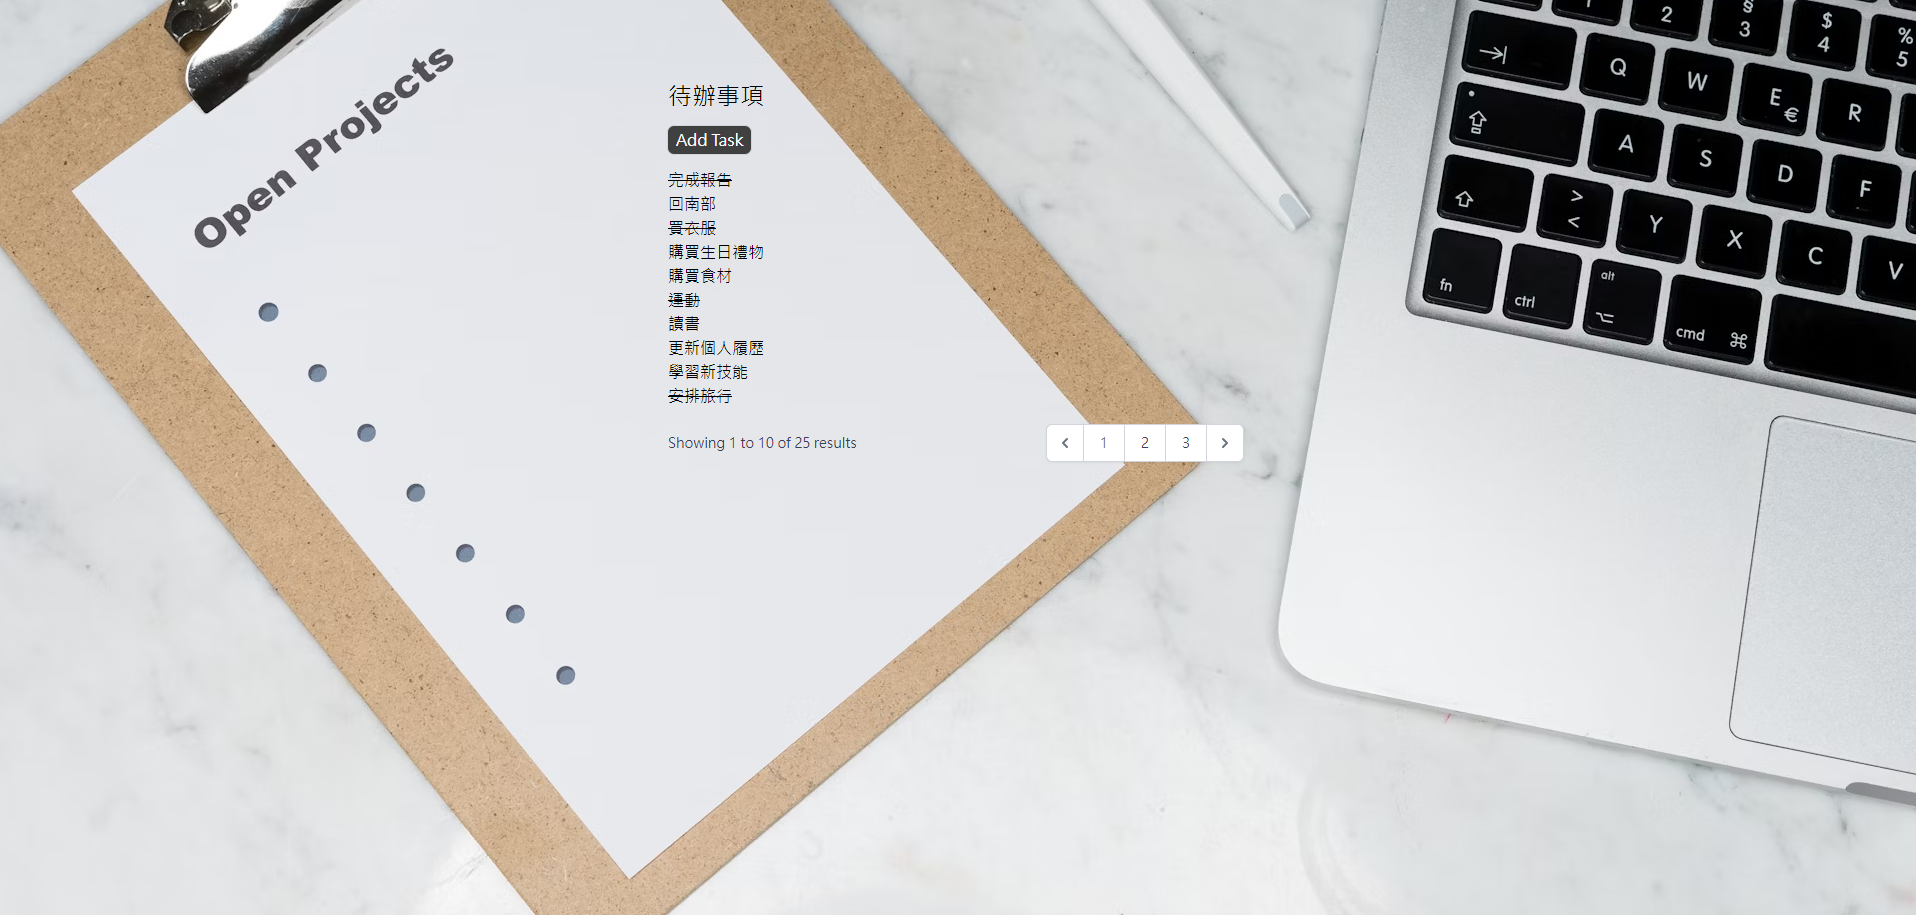 Open Projects
待辦事項
Add Task
完成報告
回南部
買衣服
購買生日禮物
購買食材
運動
讀書
更新個人履歷
學習新技能
安排旅行
Showing 1 to 10 of 25 results
1 2 3
2 § 3 $ 4 % 5
Q W E € R
A S D F
> < Y X C V
fn ctrl alt cmd ⌘